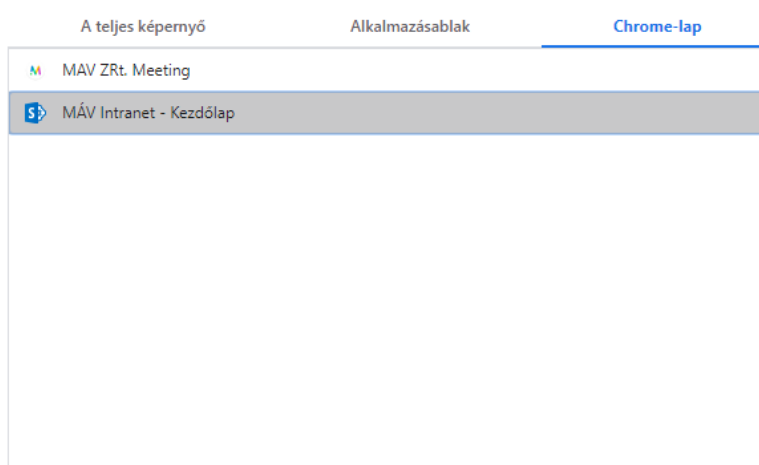 A teljes képernyő Alkalmazásablak Chrome-lap
MAV ZRt. Meeting
MÁV Intranet - Kezdőlap